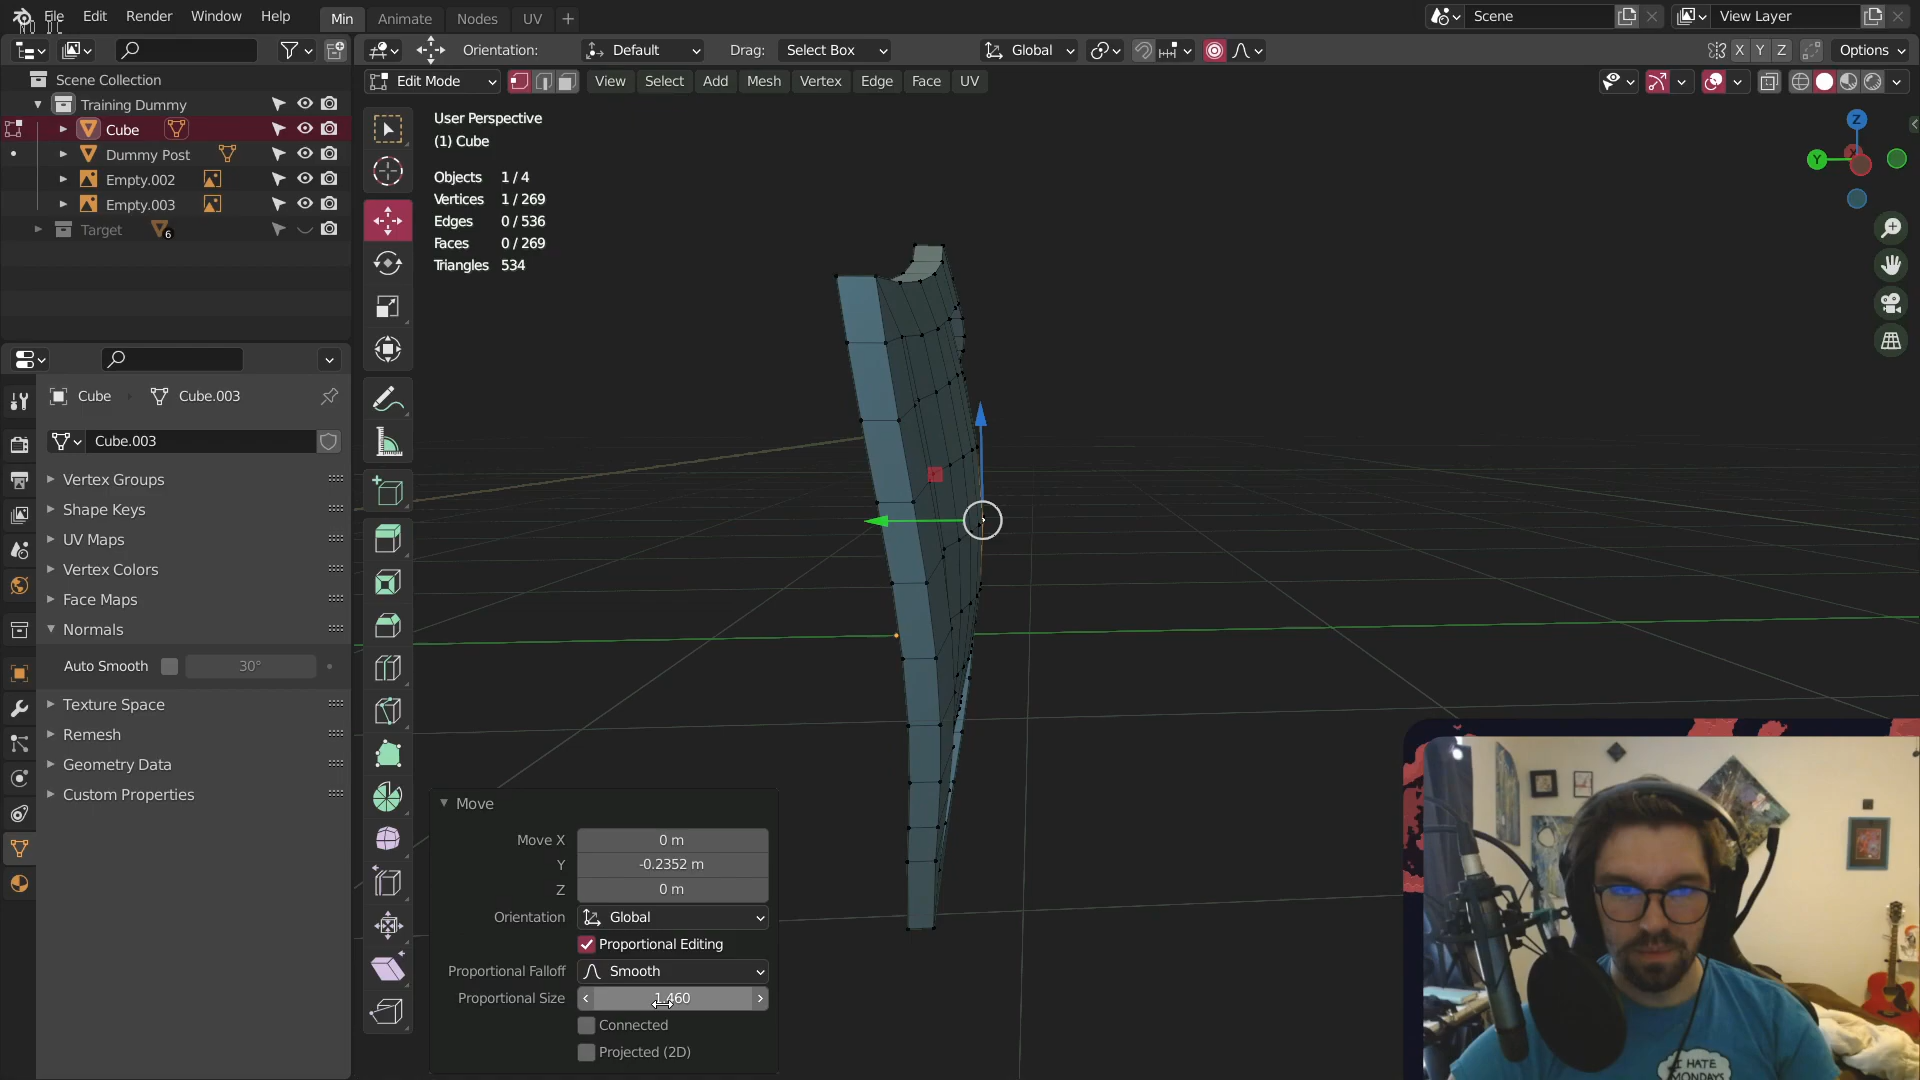 File Edit Render Window Help Min Animate Nodes UV Scene View Layer
Orientation: Default Drag: Select Box Global X Y Z Options
Edit Mode View Select Add Mesh Vertex Edge Face UV
Scene Collection
Training Dummy
Cube
Dummy Post
Empty.002
Empty.003
Target 6
Cube Cube.003
Cube.003
Vertex Groups
Shape Keys
UV Maps
Vertex Colors
Face Maps
Normals
Auto Smooth 30°
Texture Space
Remesh
Geometry Data
Custom Properties
User Perspective
(1) Cube
Objects 1 / 4
Vertices 1 / 269
Edges 0 / 536
Faces 0 / 269
Triangles 534
Z
Y
X
Move
Move X 0 m
Y -0.2352 m
Z 0 m
Orientation Global
Proportional Editing
Proportional Falloff Smooth
Proportional Size 1.460
Connected
Projected (2D)
I HATE
MONDAYS